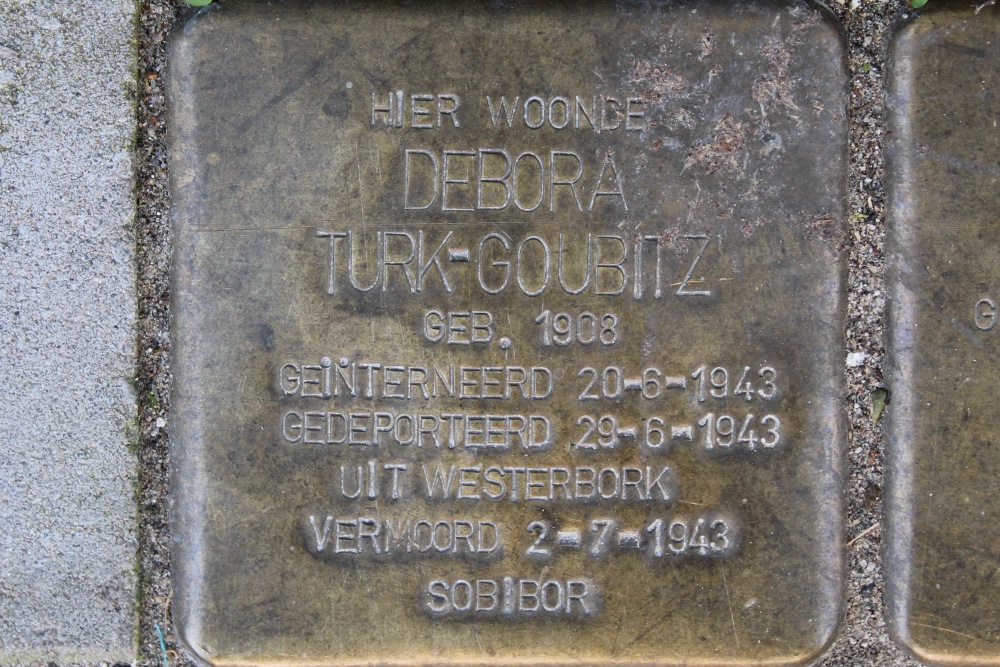 HIER WOONDE
DEBORA
TURK-GOUBITZ
GEB. 1908
GEÏNTERNEERD 20-6-1943
GEDEPORTEERD 29-6-1943
UIT WESTERBORK
VERMOORD 2-7-1943
SOBIBOR
G